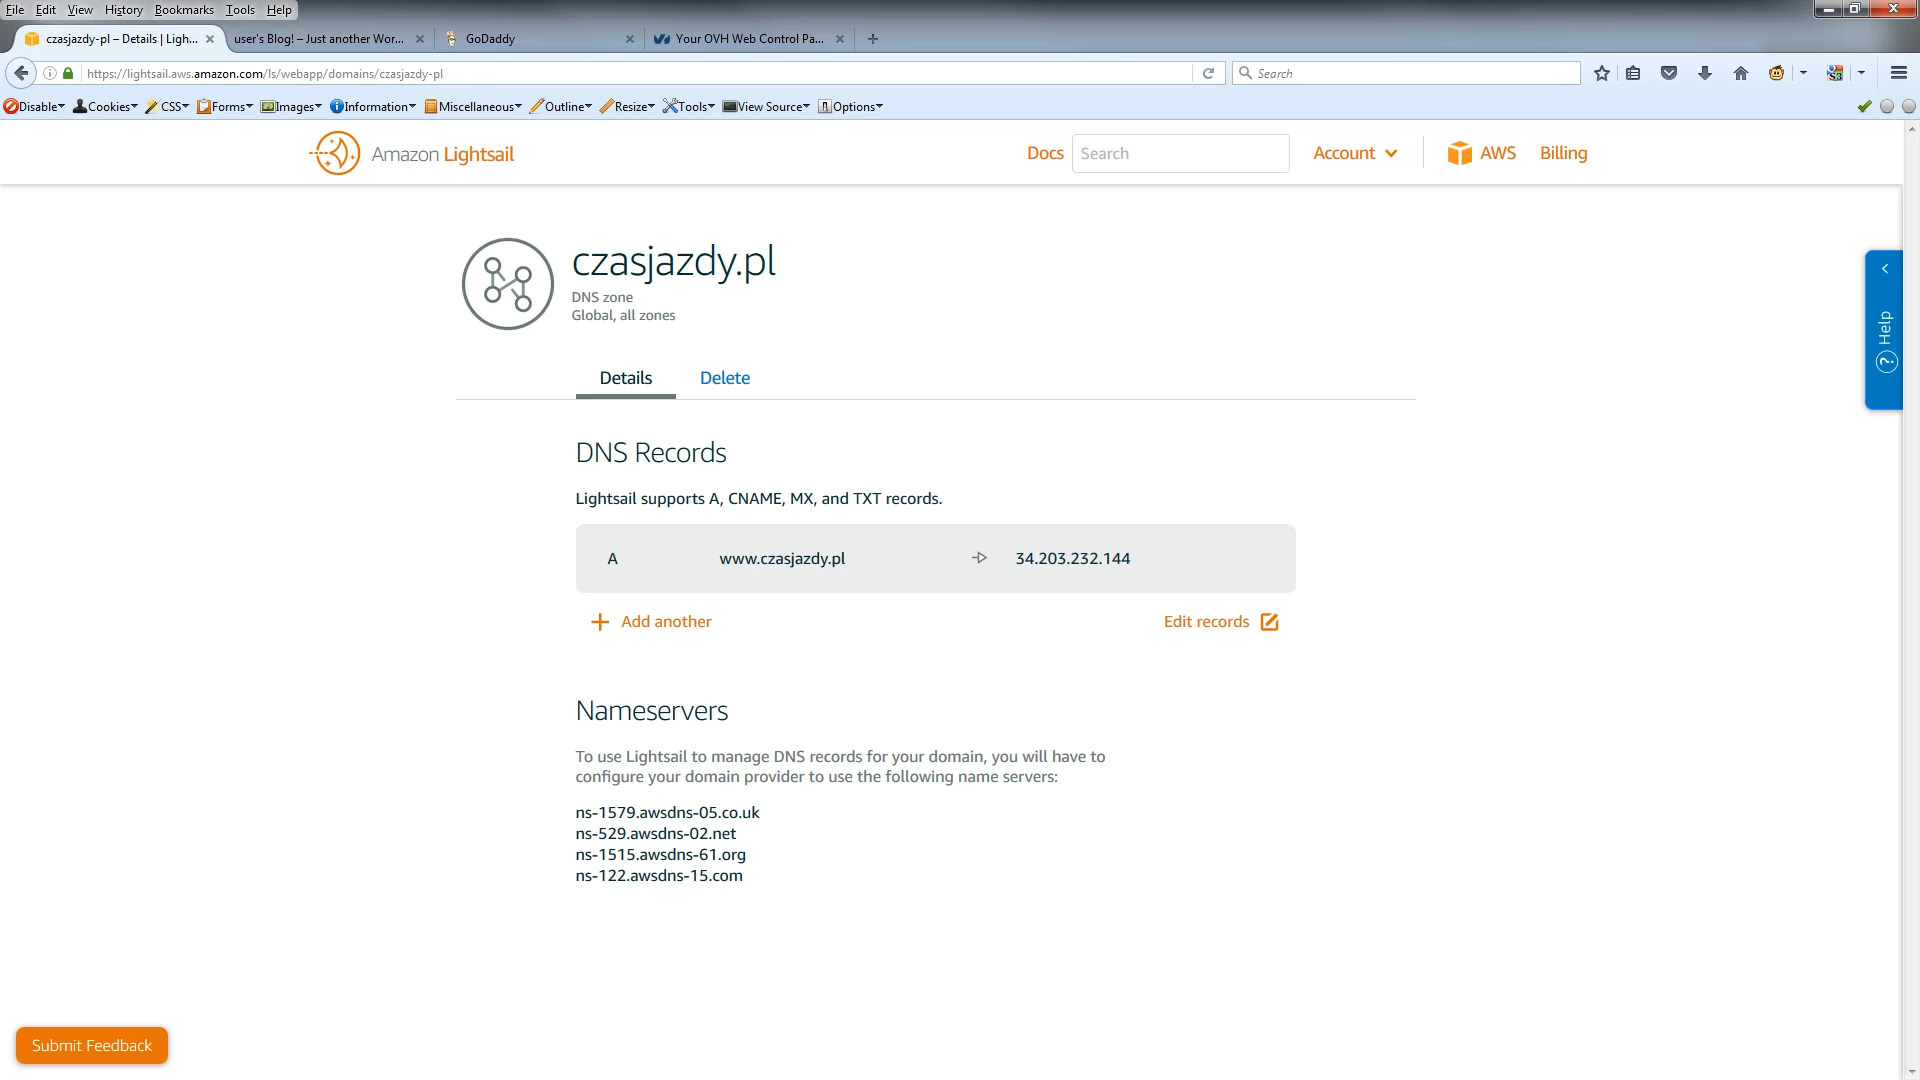 File Edit View History Bookmarks Tools Help
czasjazdy-pl – Details | Ligh... user's Blog! – Just another Wor... GoDaddy Your OVH Web Control Pa...
https://lightsail.aws.amazon.com/ls/webapp/domains/czasjazdy-pl Search
Disable Cookies CSS Forms Images Information Miscellaneous Outline Resize Tools View Source Options
Amazon Lightsail Docs Search Account AWS Billing
czasjazdy.pl
DNS zone
Global, all zones
Help
Details Delete
DNS Records
Lightsail supports A, CNAME, MX, and TXT records.
A www.czasjazdy.pl 34.203.232.144
Add another Edit records
Nameservers
To use Lightsail to manage DNS records for your domain, you will have to
configure your domain provider to use the following name servers:
ns-1579.awsdns-05.co.uk
ns-529.awsdns-02.net
ns-1515.awsdns-61.org
ns-122.awsdns-15.com
Submit Feedback